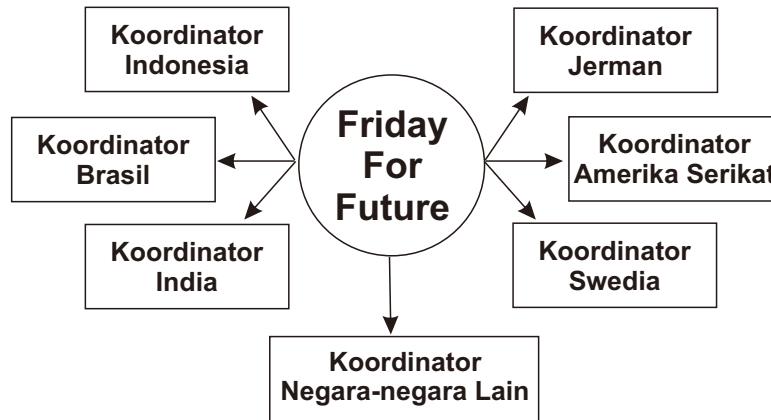 Koordinator
Indonesia
Koordinator
Jerman
Friday
For
Future
Koordinator
Brasil
Koordinator
Amerika Serikat
Koordinator
India
Koordinator
Swedia
Koordinator
Negara-negara Lain